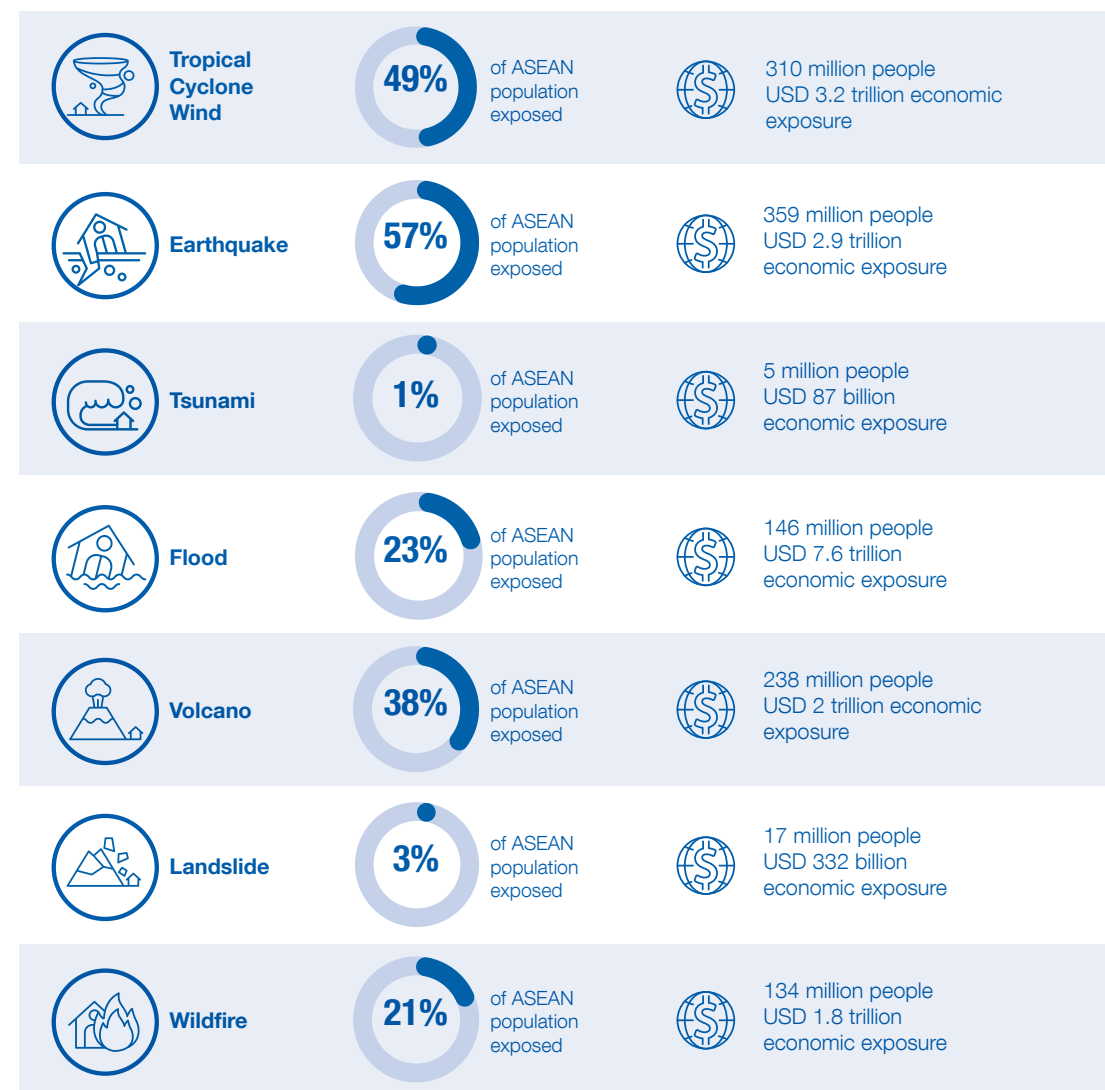 Tropical
Cyclone
Wind
49%
of ASEAN
population
exposed
310 million people
USD 3.2 trillion economic
exposure
Earthquake
57%
of ASEAN
population
exposed
359 million people
USD 2.9 trillion
economic exposure
Tsunami
1%
of ASEAN
population
exposed
5 million people
USD 87 billion
economic exposure
Flood
23%
of ASEAN
population
exposed
146 million people
USD 7.6 trillion
economic exposure
Volcano
38%
of ASEAN
population
exposed
238 million people
USD 2 trillion economic
exposure
Landslide
3%
of ASEAN
population
exposed
17 million people
USD 332 billion
economic exposure
Wildfire
21%
of ASEAN
population
exposed
134 million people
USD 1.8 trillion
economic exposure